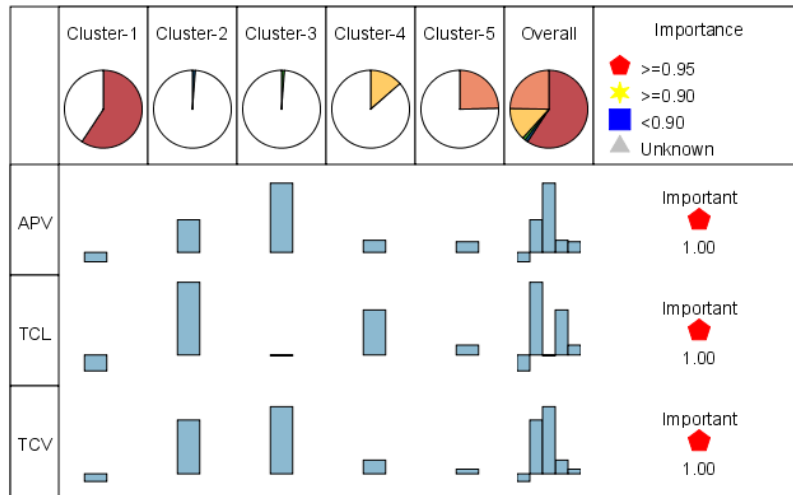 Cluster-1 Cluster-2 Cluster-3 Cluster-4 Cluster-5 Overall Importance
>=0.95
>=0.90
<0.90
Unknown
APV
Important
1.00
TCL
Important
1.00
TCV
Important
1.00